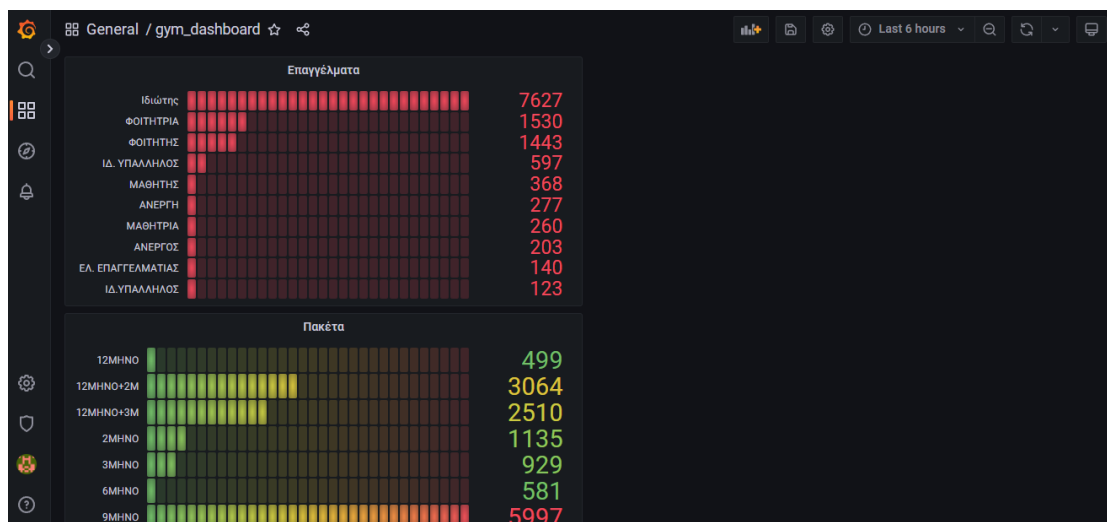 General / gym_dashboard
Last 6 hours
Επαγγέλματα
Ιδιώτης 7627
ΦΟΙΤΗΤΡΙΑ 1530
ΦΟΙΤΗΤΗΣ 1443
ΙΔ. ΥΠΑΛΛΗΛΟΣ 597
ΜΑΘΗΤΗΣ 368
ΑΝΕΡΓΗ 277
ΜΑΘΗΤΡΙΑ 260
ΑΝΕΡΓΟΣ 203
ΕΛ. ΕΠΑΓΓΕΛΜΑΤΙΑΣ 140
ΙΔ.ΥΠΑΛΛΗΛΟΣ 123
Πακέτα
12ΜΗΝΟ 499
12ΜΗΝΟ+2Μ 3064
12ΜΗΝΟ+3Μ 2510
2ΜΗΝΟ 1135
3ΜΗΝΟ 929
6ΜΗΝΟ 581
9ΜΗΝΟ 5997